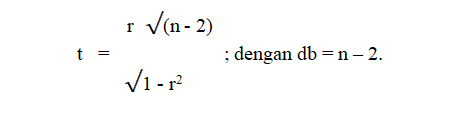 r √(n - 2)
t = ; dengan db = n – 2.
√1 - r²